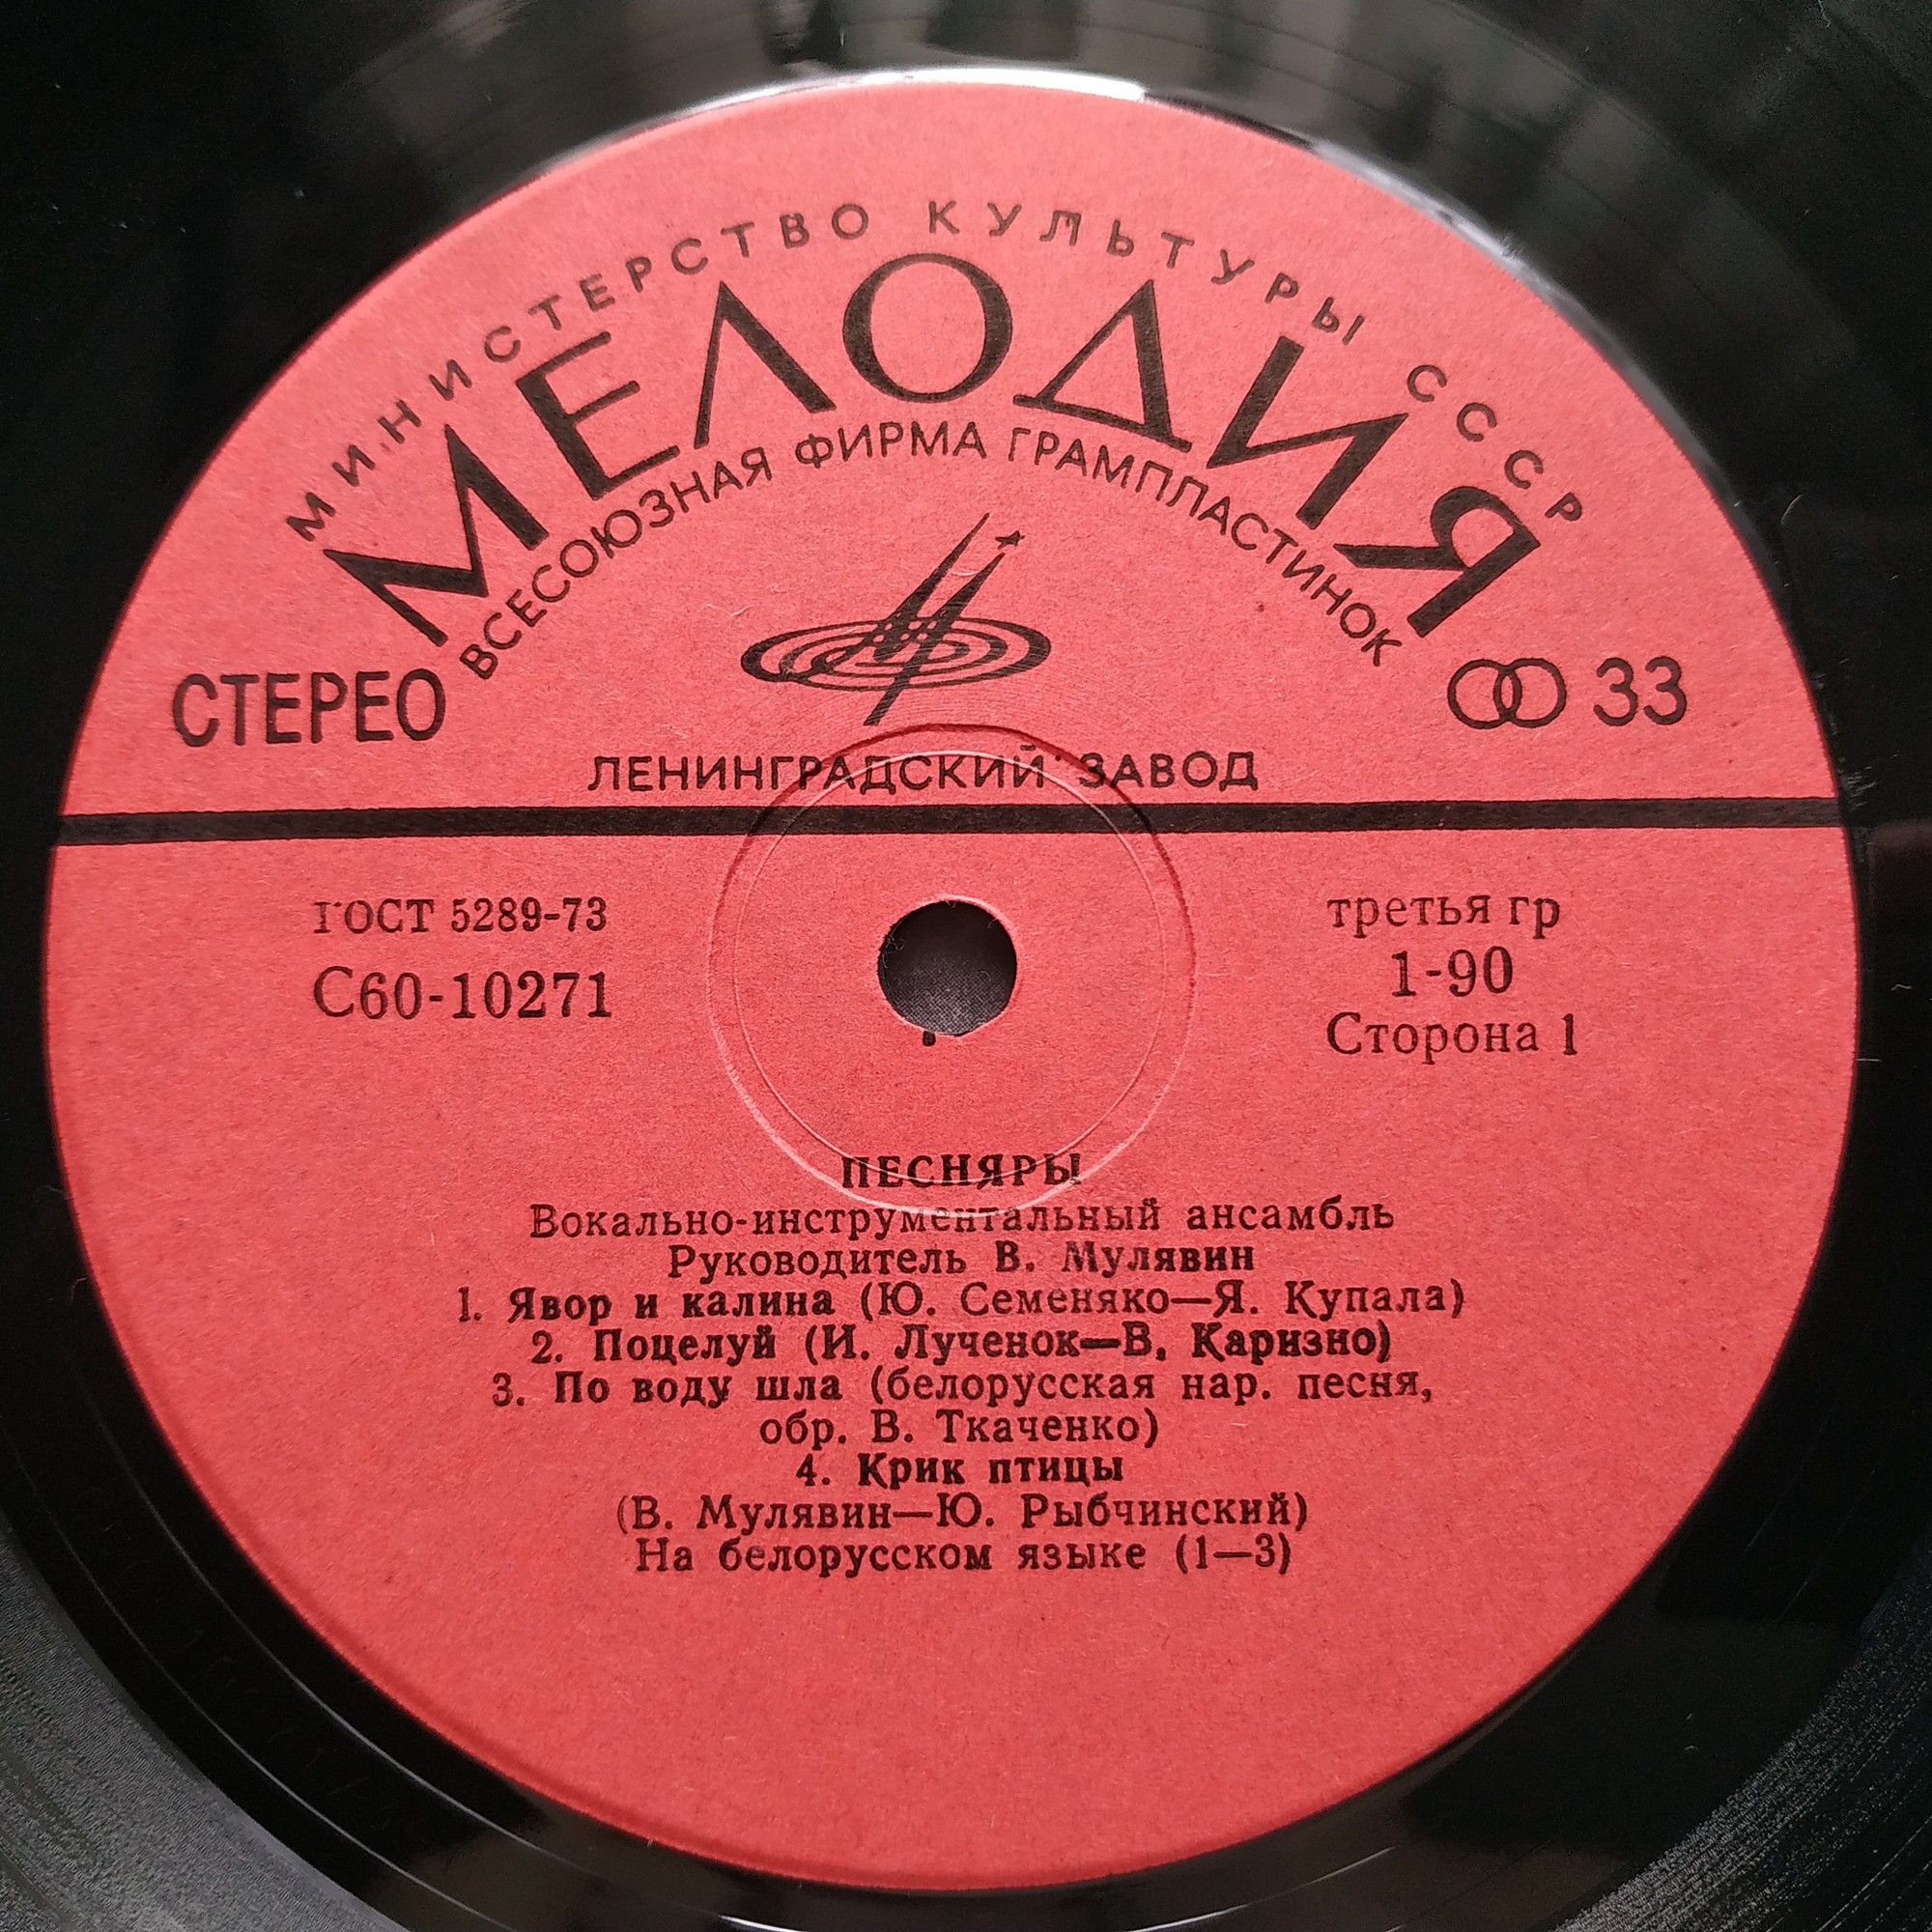 МИНИСТЕРСТВО КУЛЬТУРЫ СССР
МЕЛОДИЯ
ВСЕСОЮЗНАЯ ФИРМА ГРАМПЛАСТИНОК
СТЕРЕО
33
ЛЕНИНГРАДСКИЙ ЗАВОД
ГОСТ 5289-73
С60-10271
третья гр
1-90
Сторона 1
ПЕСНЯРЫ
Вокально-инструментальный ансамбль
Руководитель В. Мулявин
1. Явор и калина (Ю. Семеняко—Я. Купала)
2. Поцелуй (И. Лученок—В. Каризно)
3. По воду шла (белорусская нар. песня,
обр. В. Ткаченко)
4. Крик птицы
(В. Мулявин—Ю. Рыбчинский)
На белорусском языке (1—3)